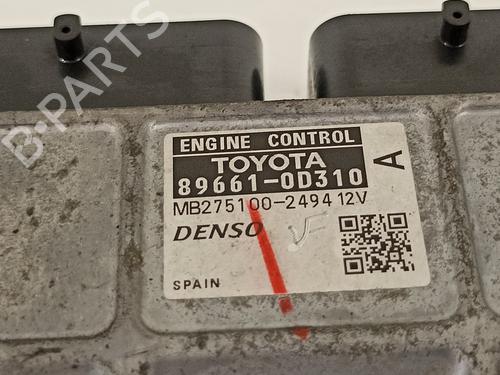 B-PARTS
ENGINE CONTROL
TOYOTA
89661-0D310
A
MB275100-2494 12V
DENSO
SPAIN